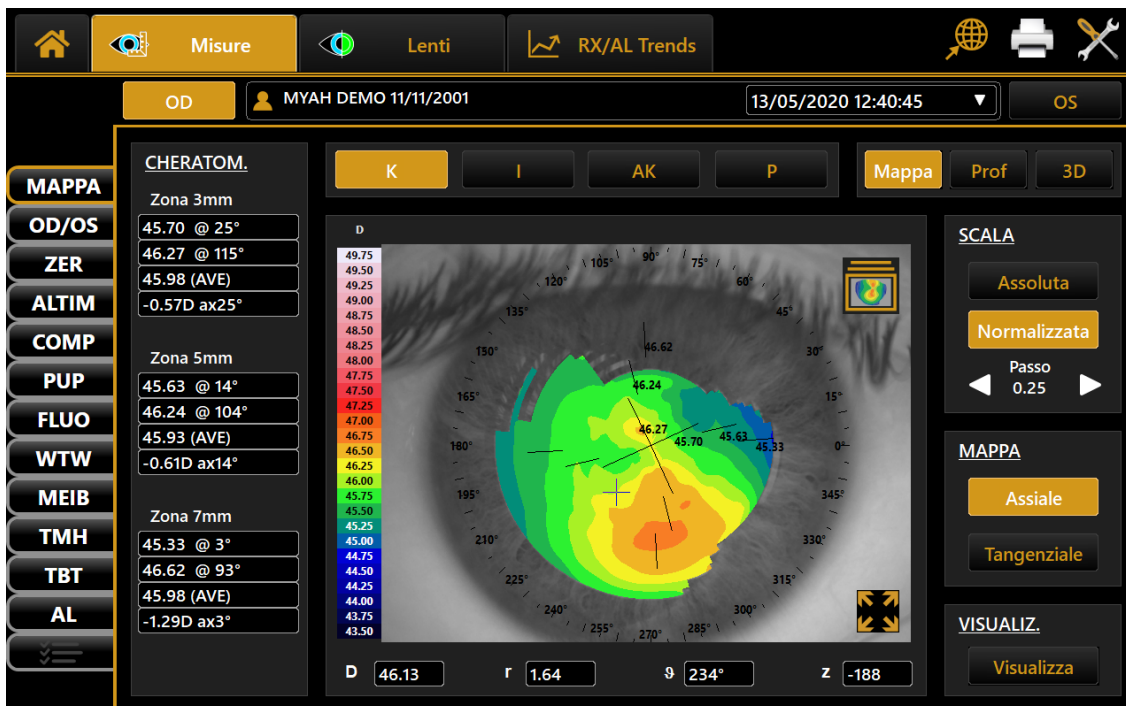 Misure
Lenti
RX/AL Trends
OD
MYAH DEMO 11/11/2001
13/05/2020 12:40:45
OS
MAPPA
OD/OS
ZER
ALTIM
COMP
PUP
FLUO
WTW
MEIB
TMH
TBT
AL
CHERATOM.
Zona 3mm
45.70 @ 25°
46.27 @ 115°
45.98 (AVE)
-0.57D ax25°
Zona 5mm
45.63 @ 14°
46.24 @ 104°
45.93 (AVE)
-0.61D ax14°
Zona 7mm
45.33 @ 3°
46.62 @ 93°
45.98 (AVE)
-1.29D ax3°
K
I
AK
P
Mappa
Prof
3D
D
49.75
49.50
49.25
49.00
48.75
48.50
48.25
48.00
47.75
47.50
47.25
47.00
46.75
46.50
46.25
46.00
45.75
45.50
45.25
45.00
44.75
44.50
44.25
44.00
43.75
43.50
105°
90°
75°
120°
60°
135°
45°
150°
46.62
30°
165°
46.24
15°
180°
46.27
45.70
45.63
45.33
0°
195°
345°
210°
330°
225°
315°
240°
300°
255°
270°
285°
D 46.13
r 1.64
ϑ 234°
z -188
SCALA
Assoluta
Normalizzata
Passo
0.25
MAPPA
Assiale
Tangenziale
VISUALIZ.
Visualizza